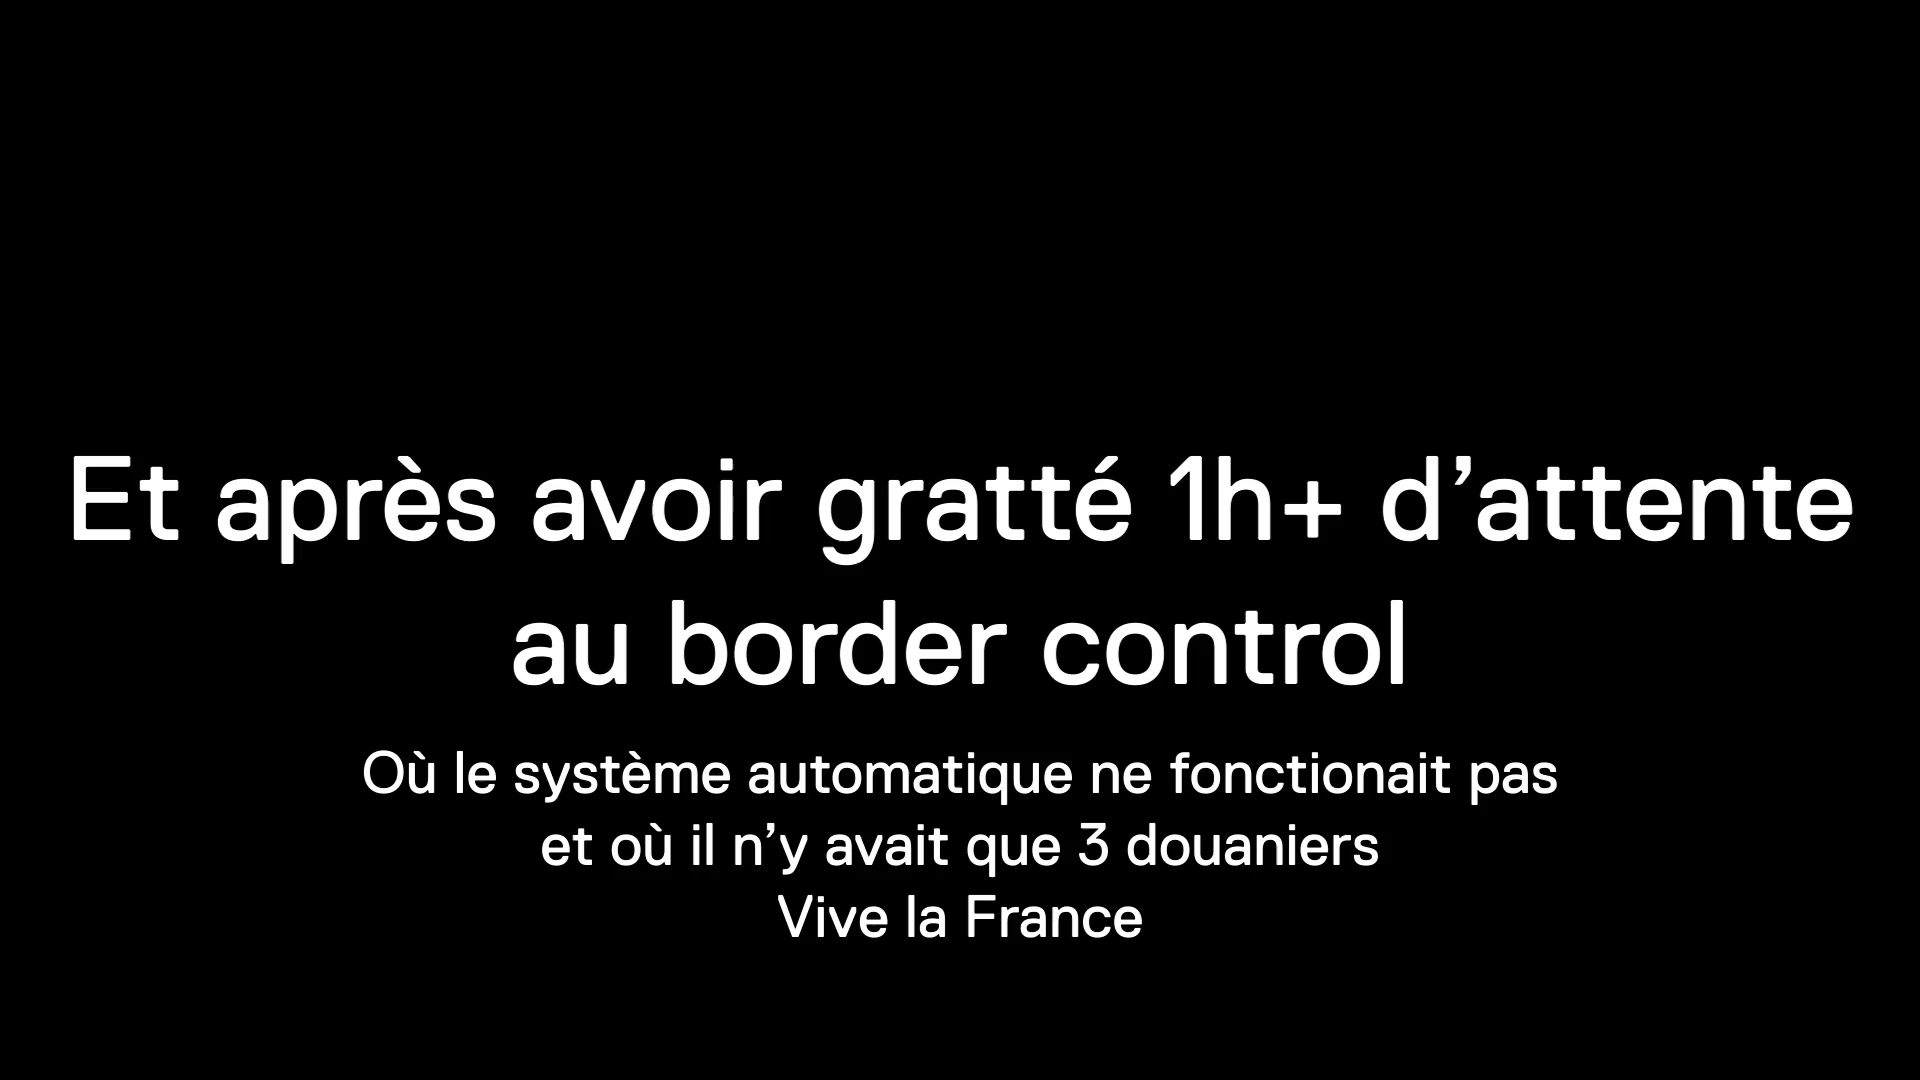 Et après avoir gratté 1h+ d’attente
au border control
Où le système automatique ne fonctionait pas
et où il n’y avait que 3 douaniers
Vive la France